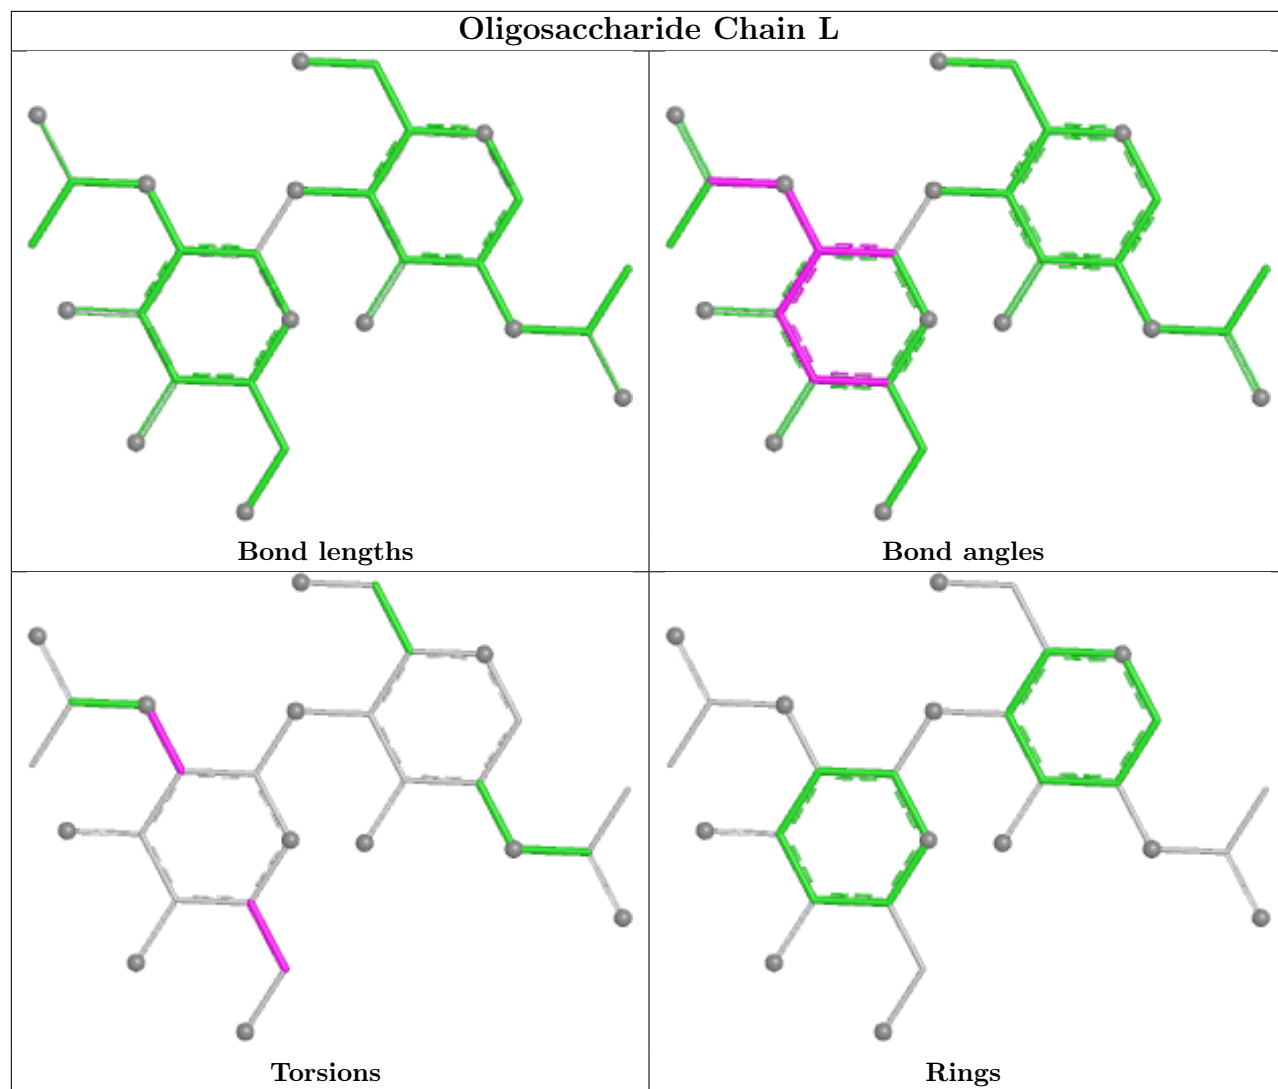 Oligosaccharide Chain L
Bond lengths
Bond angles
Torsions
Rings